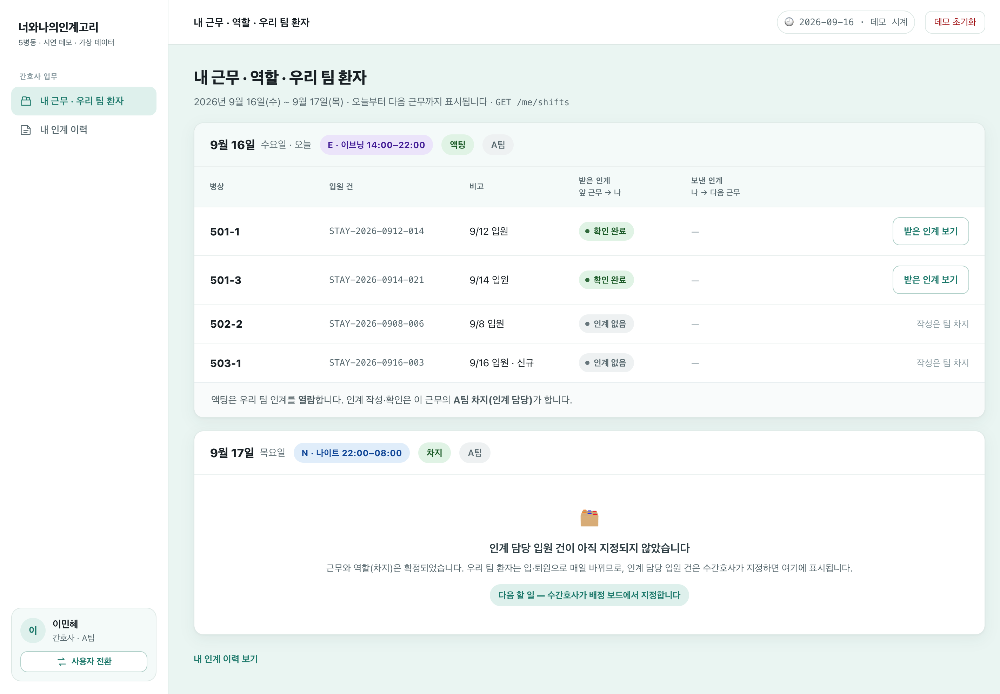 너와나의인계고리
5병동 · 시연 데모 · 가상 데이터
간호사 업무
내 근무 · 우리 팀 환자
내 인계 이력
이
이민혜
간호사 · A팀
사용자 전환
내 근무 · 역할 · 우리 팀 환자
2026-09-16 · 데모 시계
데모 초기화
내 근무 · 역할 · 우리 팀 환자
2026년 9월 16일(수) ~ 9월 17일(목) · 오늘부터 다음 근무까지 표시됩니다 · GET /me/shifts
9월 16일 수요일 · 오늘 E · 이브닝 14:00–22:00 액팅 A팀
병상 입원 건 비고 받은 인계 보낸 인계
앞 근무 → 나 나 → 다음 근무
501-1 STAY-2026-0912-014 9/12 입원 확인 완료 — 받은 인계 보기
501-3 STAY-2026-0914-021 9/14 입원 확인 완료 — 받은 인계 보기
502-2 STAY-2026-0908-006 9/8 입원 인계 없음 — 작성은 팀 차지
503-1 STAY-2026-0916-003 9/16 입원 · 신규 인계 없음 — 작성은 팀 차지
액팅은 우리 팀 인계를 열람합니다. 인계 작성·확인은 이 근무의 A팀 차지(인계 담당)가 합니다.
9월 17일 목요일 N · 나이트 22:00–08:00 차지 A팀
인계 담당 입원 건이 아직 지정되지 않았습니다
근무와 역할(차지)은 확정되었습니다. 우리 팀 환자는 입·퇴원으로 매일 바뀌므로, 인계 담당 입원 건은 수간호사가 지정하면 여기에 표시됩니다.
다음 할 일 — 수간호사가 배정 보드에서 지정합니다
내 인계 이력 보기